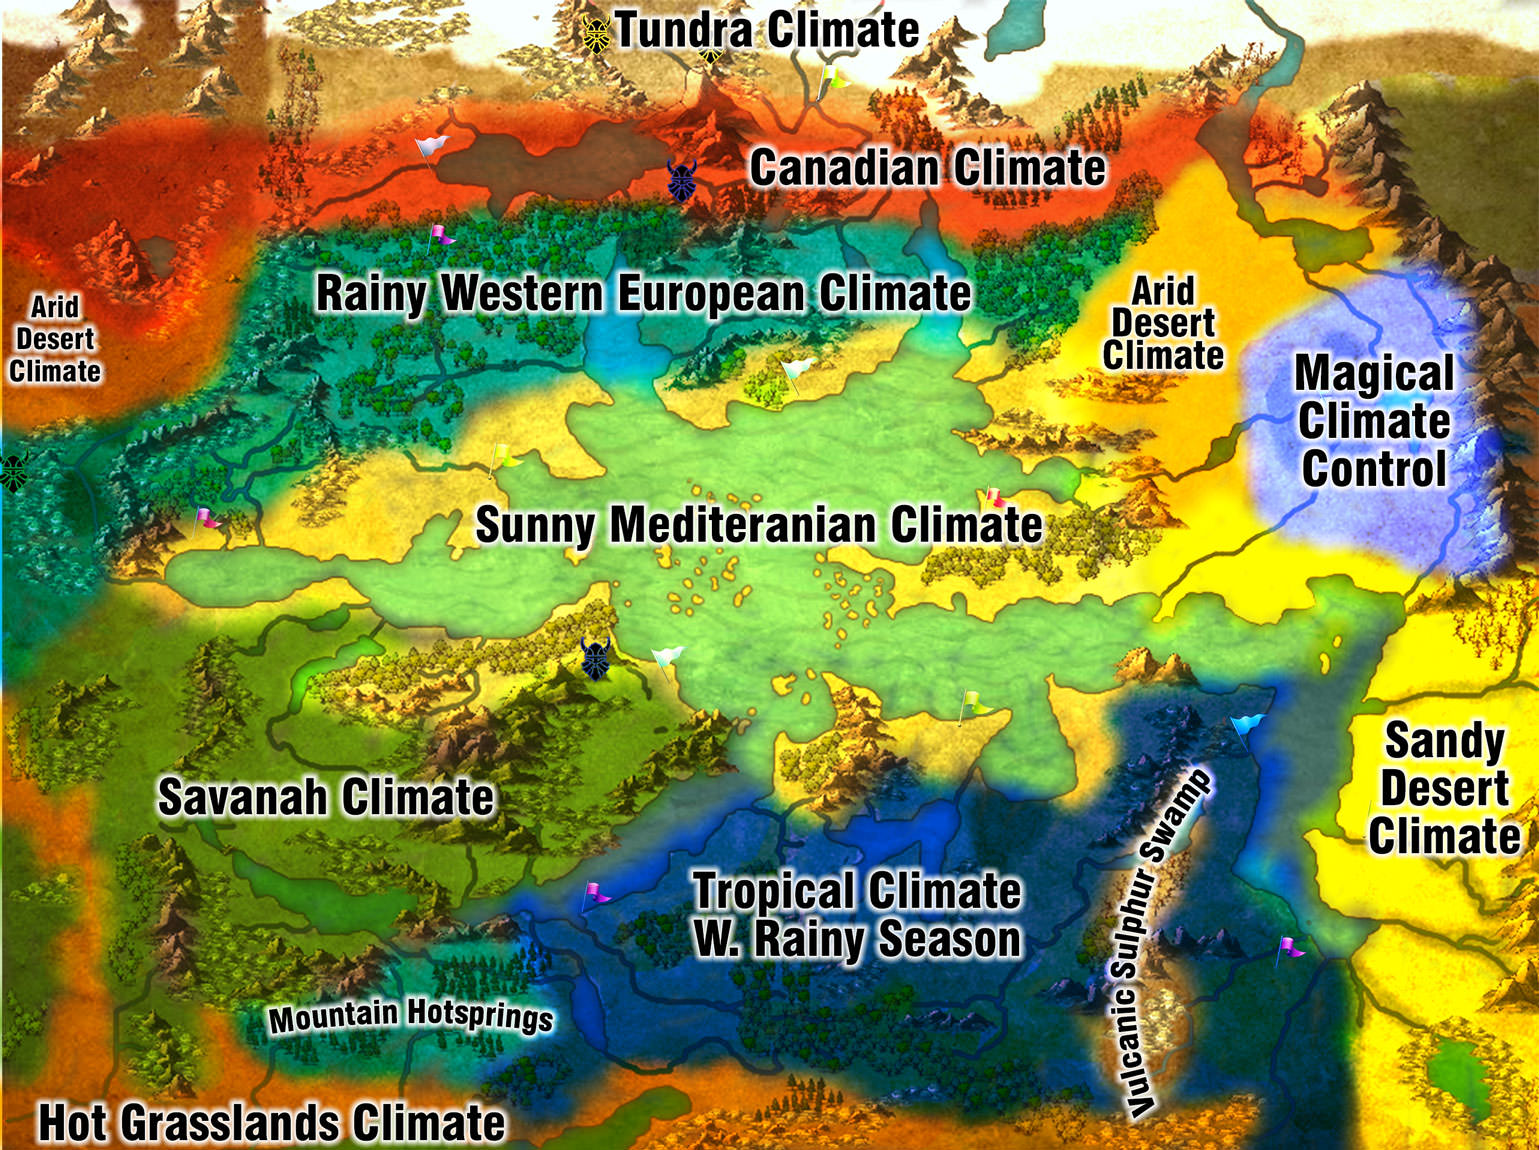 Tundra Climate
Canadian Climate
Rainy Western European Climate
Arid
Desert
Climate
Arid
Desert
Climate
Magical
Climate
Control
Sunny Mediteranian Climate
Savanah Climate
Sandy
Desert
Climate
Vulcanic Sulphur Swamp
Tropical Climate
W. Rainy Season
Mountain Hotsprings
Hot Grasslands Climate